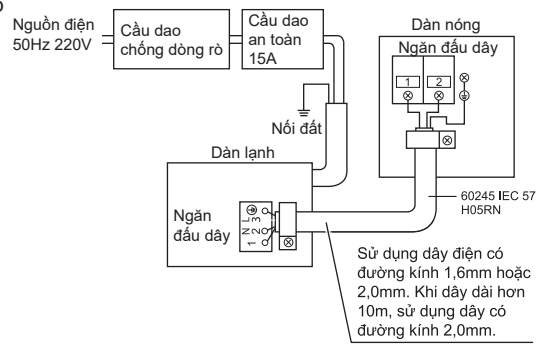 Nguồn điện
50Hz 220V
Cầu dao
chống dòng rò
Cầu dao
an toàn
15A
Nối đất
Dàn nóng
Ngăn đấu dây
1 2
Dàn lạnh
Ngăn
đấu dây
1 2 3
N L
60245 IEC 57
H05RN
Sử dụng dây điện có
đường kính 1,6mm hoặc
2,0mm. Khi dây dài hơn
10m, sử dụng dây có
đường kính 2,0mm.